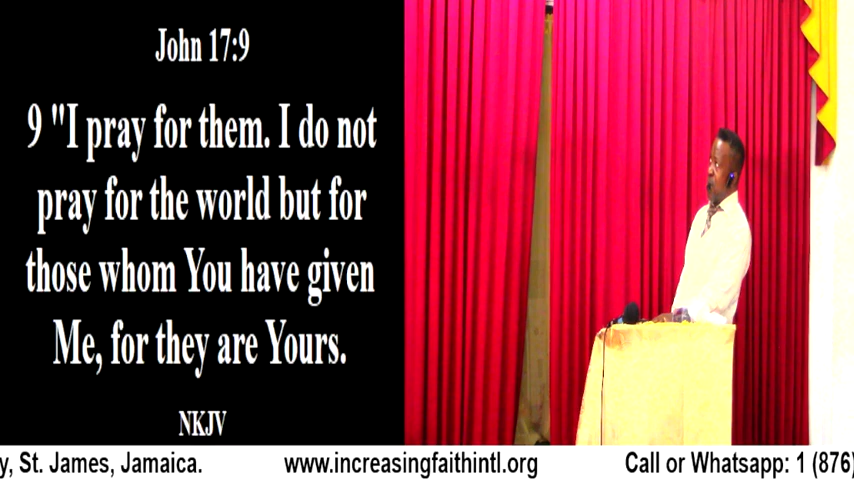 John 17:9
9 "I pray for them. I do not
pray for the world but for
those whom You have given
Me, for they are Yours.
NKJV
y, St. James, Jamaica. www.increasingfaithintl.org Call or Whatsapp: 1 (876)